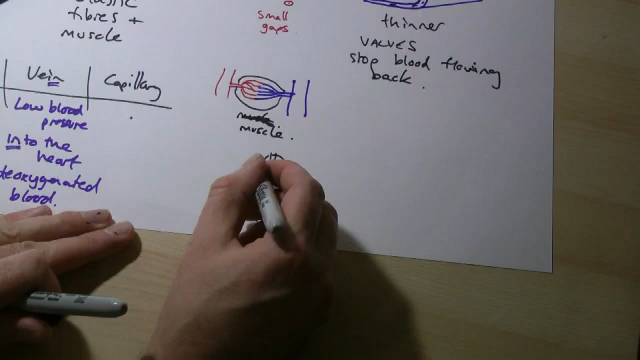 fibres +
muscle
small
gaps
thinner
VALVES
stop blood flowing
back.
Vein
Capillary
Low blood
pressure
into the
heart
deoxygenated
blood.
muscle.